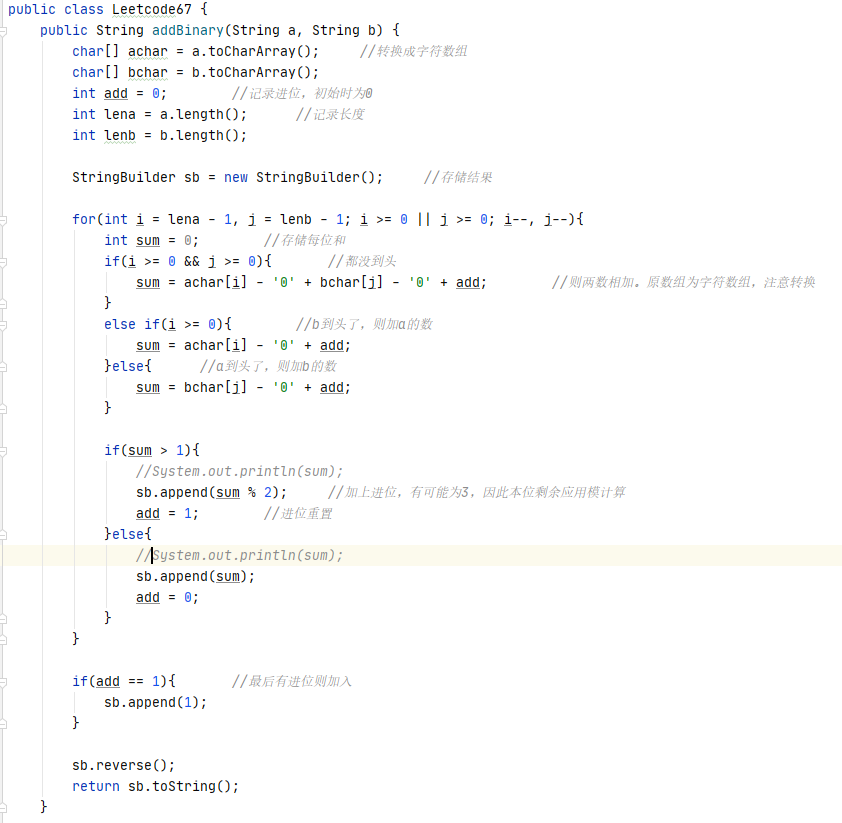 public class Leetcode67 {
    public String addBinary(String a, String b) {
        char[] achar = a.toCharArray();     //转换成字符数组
        char[] bchar = b.toCharArray();
        int add = 0;        //记录进位，初始时为0
        int lena = a.length();      //记录长度
        int lenb = b.length();

        StringBuilder sb = new StringBuilder();     //存储结果

        for(int i = lena - 1, j = lenb - 1; i >= 0 || j >= 0; i--, j--){
            int sum = 0;        //存储每位和
            if(i >= 0 && j >= 0){       //都没到头
                sum = achar[i] - '0' + bchar[j] - '0' + add;        //则两数相加。原数组为字符数组，注意转换
            }
            else if(i >= 0){        //b到头了，则加a的数
                sum = achar[i] - '0' + add;
            }else{      //a到头了，则加b的数
                sum = bchar[j] - '0' + add;
            }

            if(sum > 1){
                //System.out.println(sum);
                sb.append(sum % 2);     //加上进位，有可能为3，因此本位剩余应用模计算
                add = 1;        //进位重置
            }else{
                //System.out.println(sum);
                sb.append(sum);
                add = 0;
            }
        }

        if(add == 1){       //最后有进位则加入
            sb.append(1);
        }

        sb.reverse();
        return sb.toString();
    }